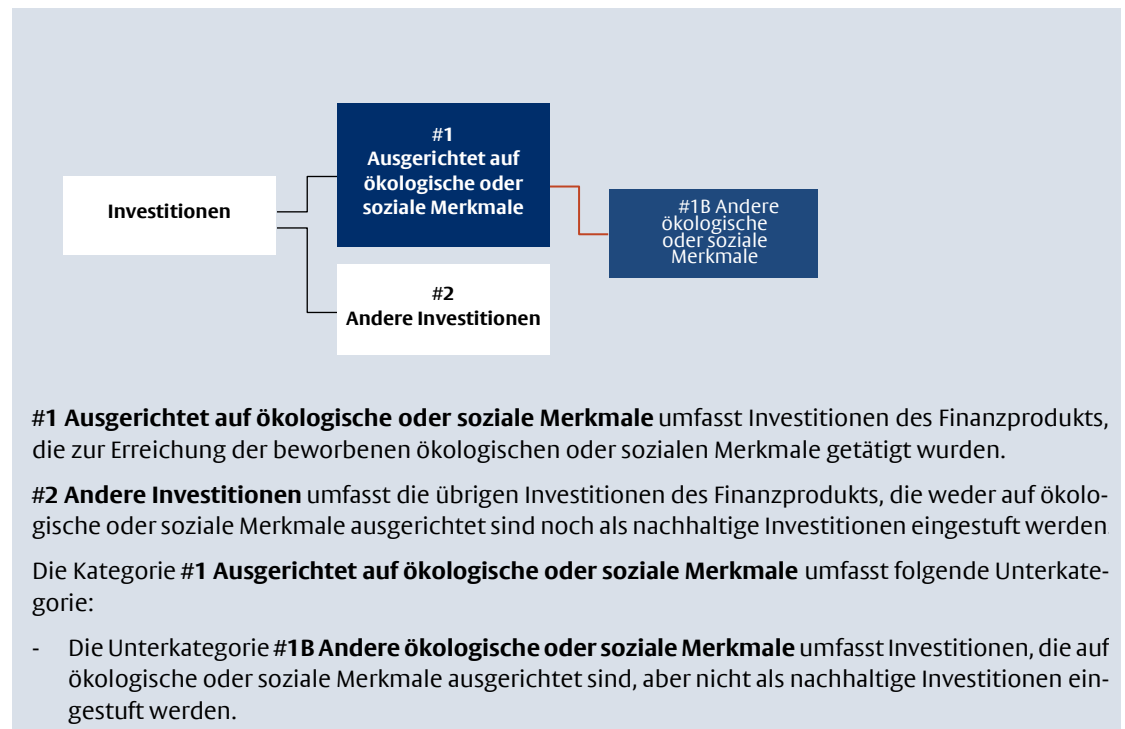 #1
Ausgerichtet auf
ökologische oder
soziale Merkmale
Investitionen
#1B Andere
ökologische
oder soziale
Merkmale
#2
Andere Investitionen
#1 Ausgerichtet auf ökologische oder soziale Merkmale umfasst Investitionen des Finanzprodukts,
die zur Erreichung der beworbenen ökologischen oder sozialen Merkmale getätigt wurden.
#2 Andere Investitionen umfasst die übrigen Investitionen des Finanzprodukts, die weder auf ökolo-
gische oder soziale Merkmale ausgerichtet sind noch als nachhaltige Investitionen eingestuft werden.
Die Kategorie #1 Ausgerichtet auf ökologische oder soziale Merkmale umfasst folgende Unterkate-
gorie:
- Die Unterkategorie #1B Andere ökologische oder soziale Merkmale umfasst Investitionen, die auf
ökologische oder soziale Merkmale ausgerichtet sind, aber nicht als nachhaltige Investitionen ein-
gestuft werden.